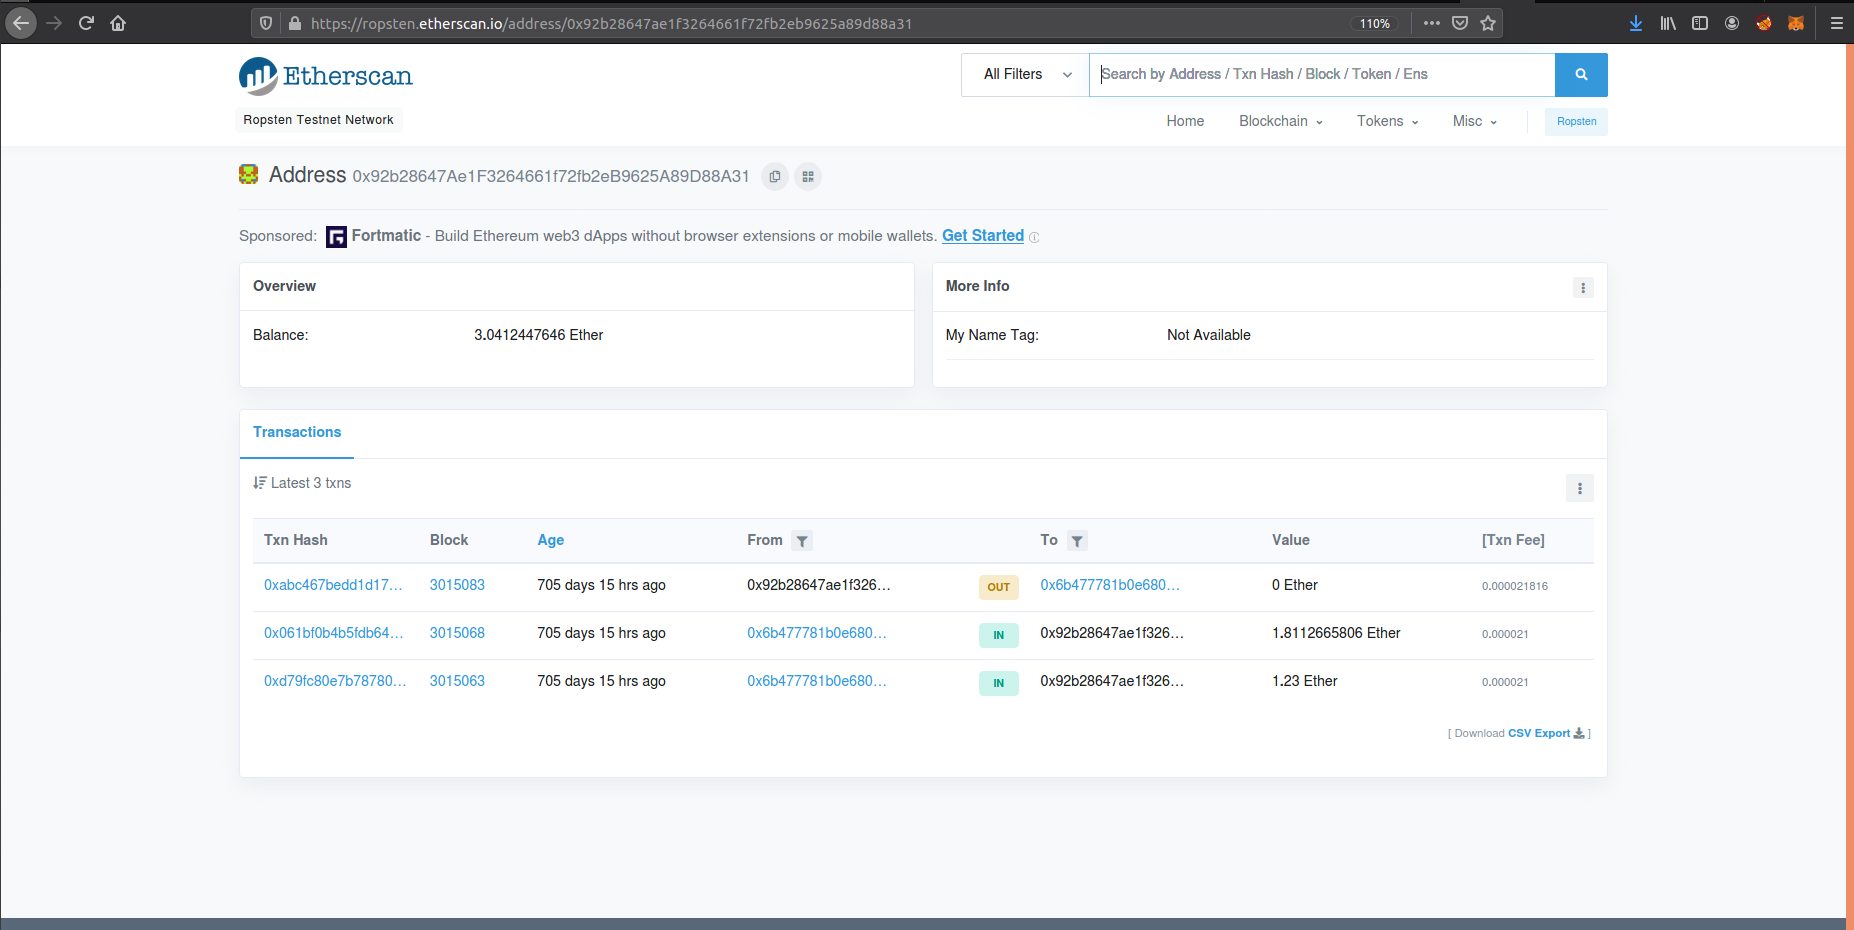 https://ropsten.etherscan.io/address/0x92b28647ae1f3264661f72fb2eb9625a89d88a31
110%
Etherscan
All Filters
Search by Address / Txn Hash / Block / Token / Ens
Ropsten Testnet Network
Home Blockchain Tokens Misc Ropsten
Address 0x92b28647Ae1F3264661f72fb2eB9625A89D88A31
Sponsored: Fortmatic - Build Ethereum web3 dApps without browser extensions or mobile wallets. Get Started
Overview
Balance: 3.0412447646 Ether
More Info
My Name Tag: Not Available
Transactions
Latest 3 txns
Txn Hash Block Age From To Value [Txn Fee]
0xabc467bedd1d17... 3015083 705 days 15 hrs ago 0x92b28647ae1f326... OUT 0x6b477781b0e680... 0 Ether 0.000021816
0x061bf0b4b5fdb64... 3015068 705 days 15 hrs ago 0x6b477781b0e680... IN 0x92b28647ae1f326... 1.8112665806 Ether 0.000021
0xd79fc80e7b78780... 3015063 705 days 15 hrs ago 0x6b477781b0e680... IN 0x92b28647ae1f326... 1.23 Ether 0.000021
[ Download CSV Export ]